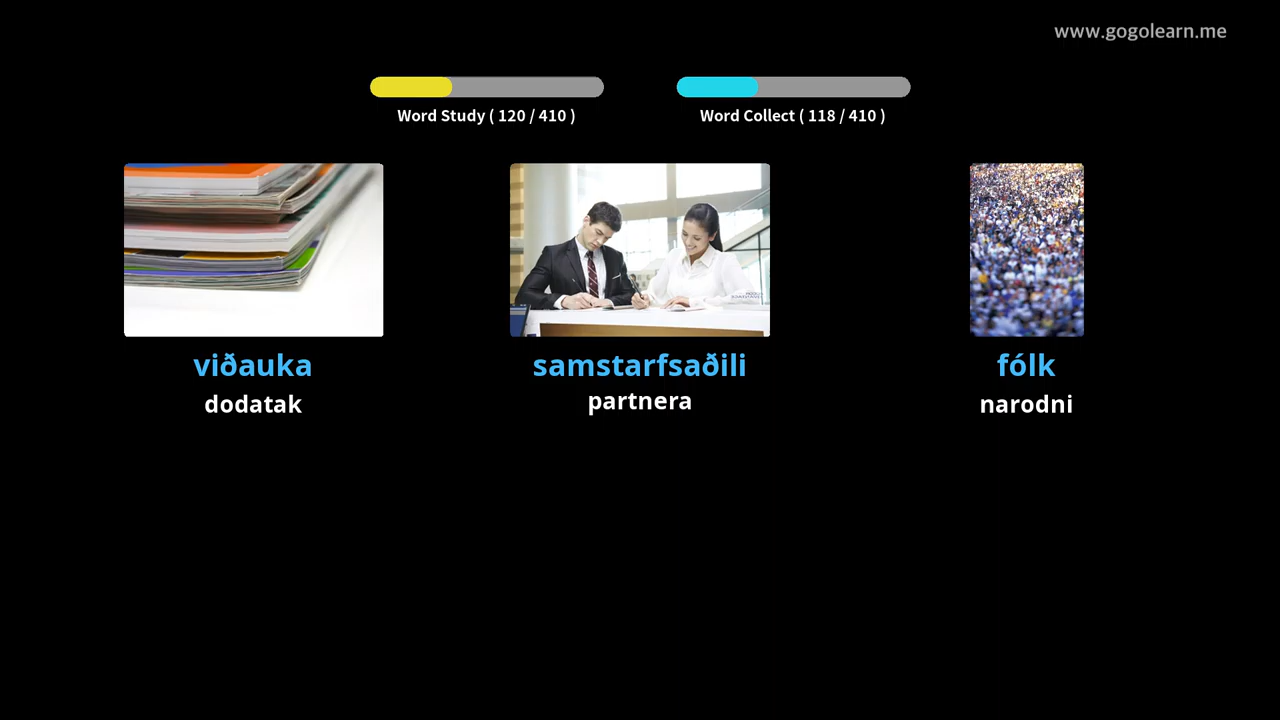 www.gogolearn.me
Word Study ( 120 / 410 )
Word Collect ( 118 / 410 )
viðauka
samstarfsaðili
fólk
dodatak
partnera
narodni